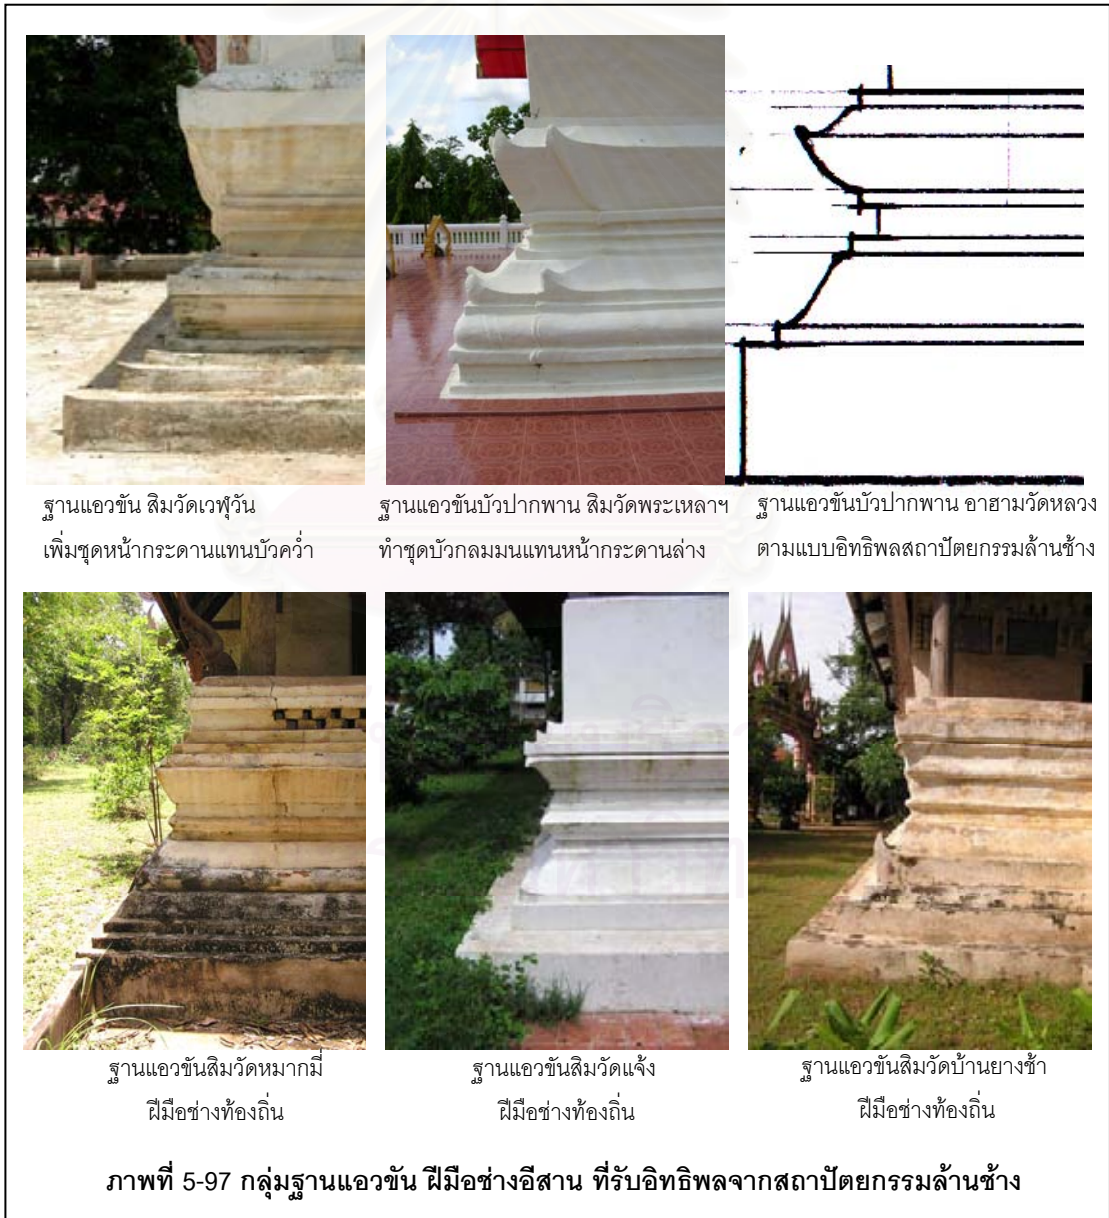 ฐานแอวขัน สิมวัดเวฬุวัน
เพิ่มชุดหน้ากระดานแทนบัวคว่ำ
ฐานแอวขันบัวปากพาน สิมวัดพระเหลาฯ
ทำชุดบัวกลมมนแทนหน้ากระดานล่าง
ฐานแอวขันบัวปากพาน อาฮามวัดหลวง
ตามแบบอิทธิพลสถาปัตยกรรมล้านช้าง
ฐานแอวขันสิมวัดหมากมี่
ฝีมือช่างท้องถิ่น
ฐานแอวขันสิมวัดแจ้ง
ฝีมือช่างท้องถิ่น
ฐานแอวขันสิมวัดบ้านยางช้า
ฝีมือช่างท้องถิ่น
ภาพที่ 5-97 กลุ่มฐานแอวขัน ฝีมือช่างอีสาน ที่รับอิทธิพลจากสถาปัตยกรรมล้านช้าง